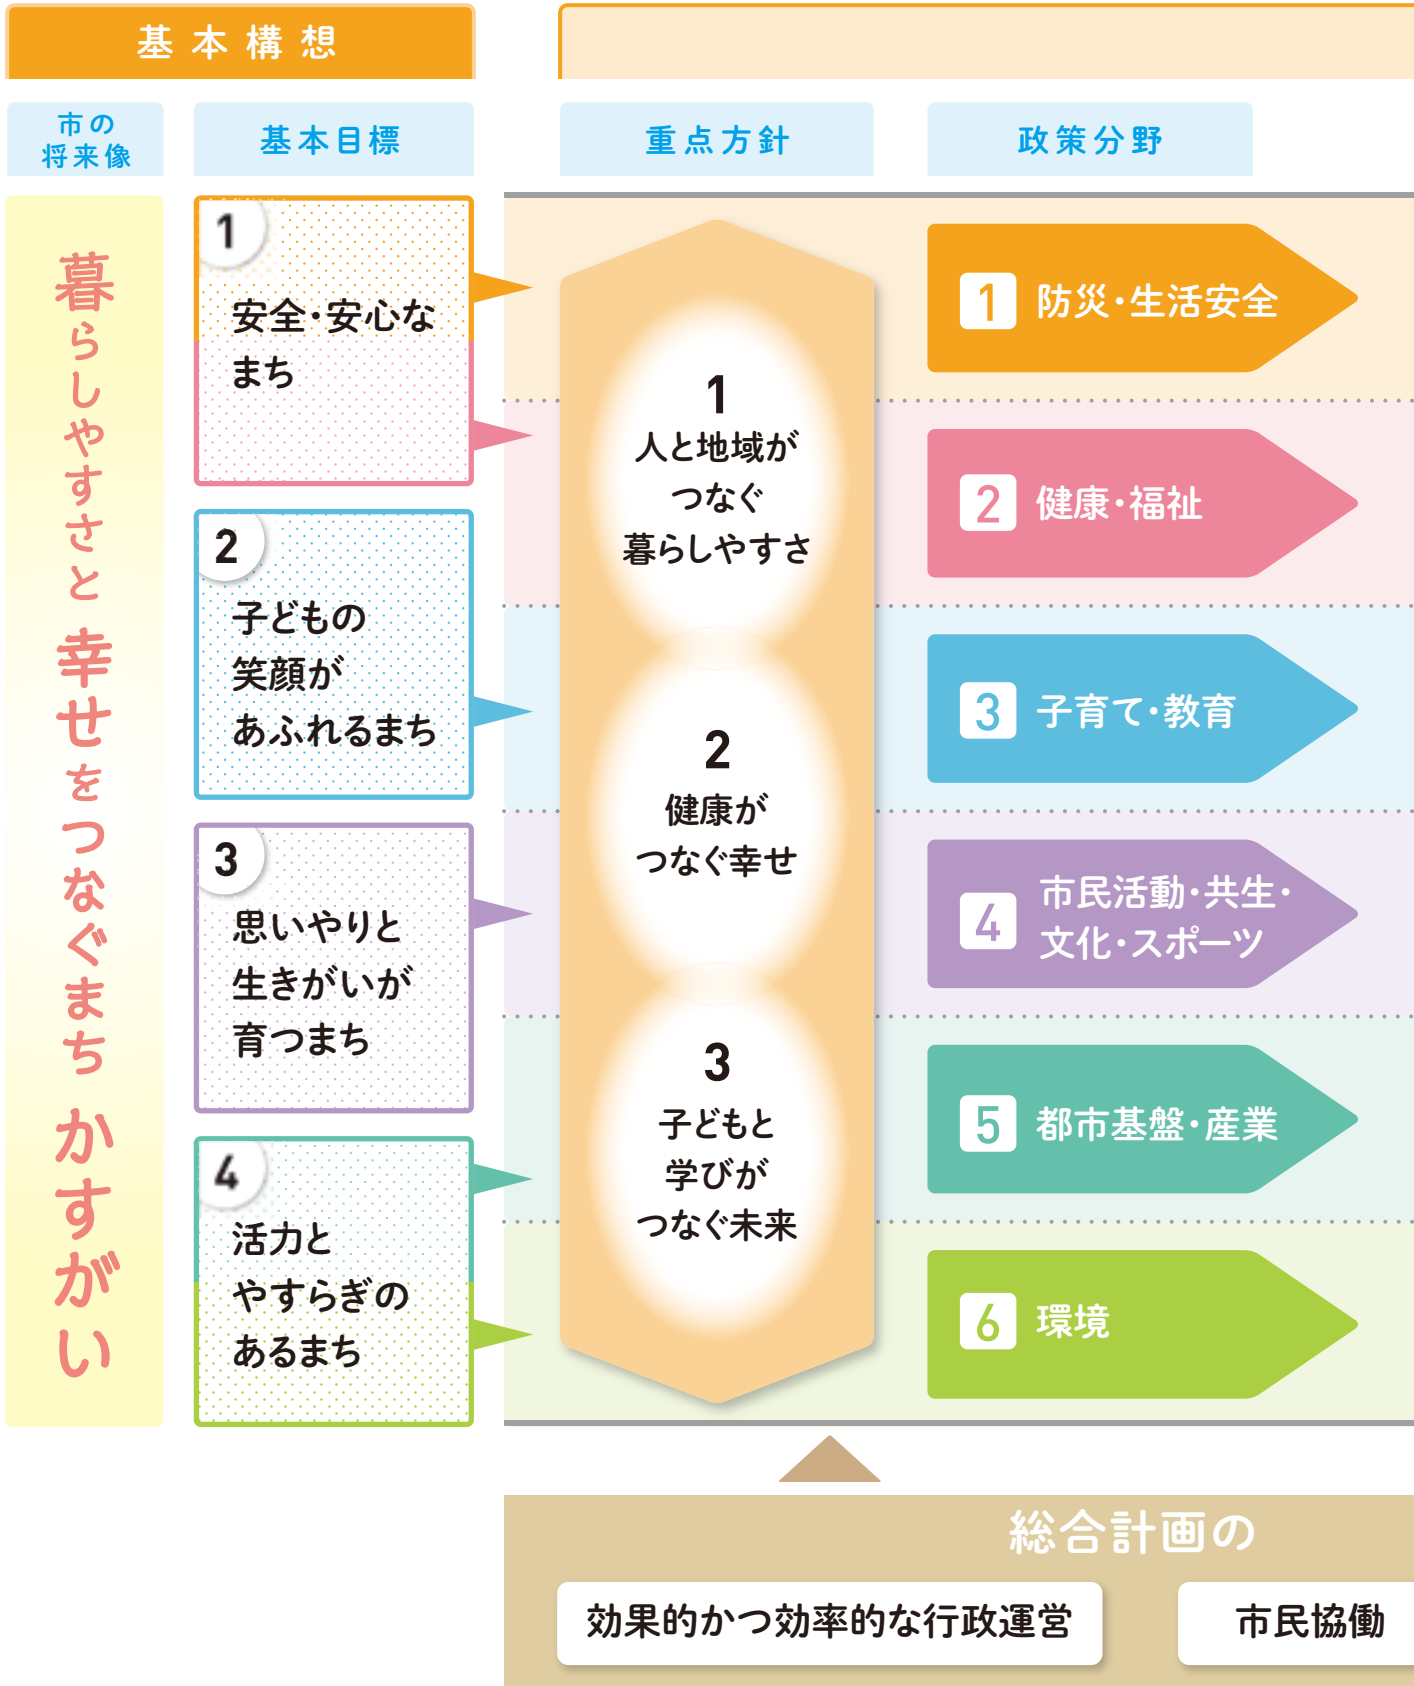 基本構想
市の
将来像
基本目標
重点方針
政策分野
暮らしやすさと幸せをつなぐまち かすがい
1
安全・安心な
まち
2
子どもの
笑顔が
あふれるまち
3
思いやりと
生きがいが
育つまち
4
活力と
やすらぎの
あるまち
1
人と地域が
つなぐ
暮らしやすさ
2
健康が
つなぐ幸せ
3
子どもと
学びが
つなぐ未来
1 防災・生活安全
2 健康・福祉
3 子育て・教育
4 市民活動・共生・
文化・スポーツ
5 都市基盤・産業
6 環境
総合計画の
効果的かつ効率的な行政運営
市民協働